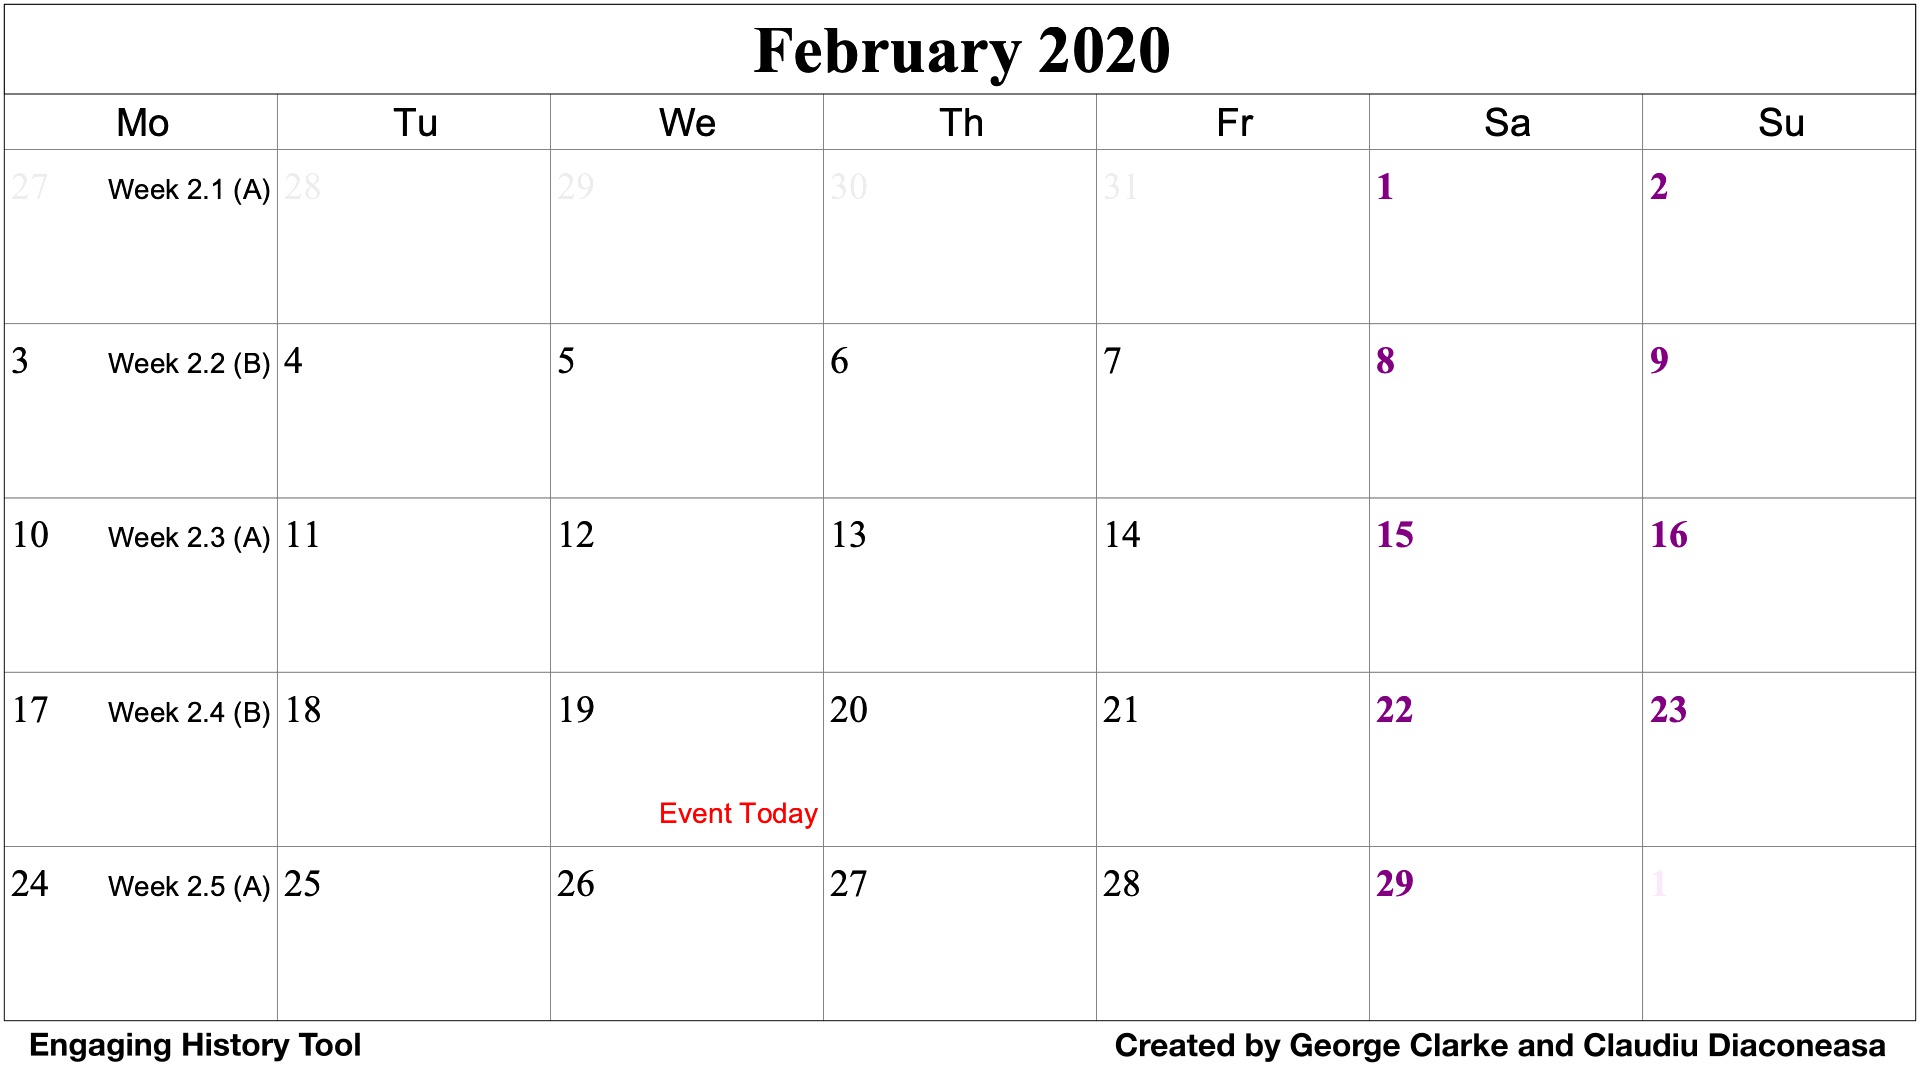 February 2020
Mo Tu We Th Fr Sa Su
27 Week 2.1 (A) 28 29 30 31 1 2
3 Week 2.2 (B) 4 5 6 7 8 9
10 Week 2.3 (A) 11 12 13 14 15 16
17 Week 2.4 (B) 18 19 20 21 22 23
Event Today
24 Week 2.5 (A) 25 26 27 28 29 1
Engaging History Tool Created by George Clarke and Claudiu Diaconeasa